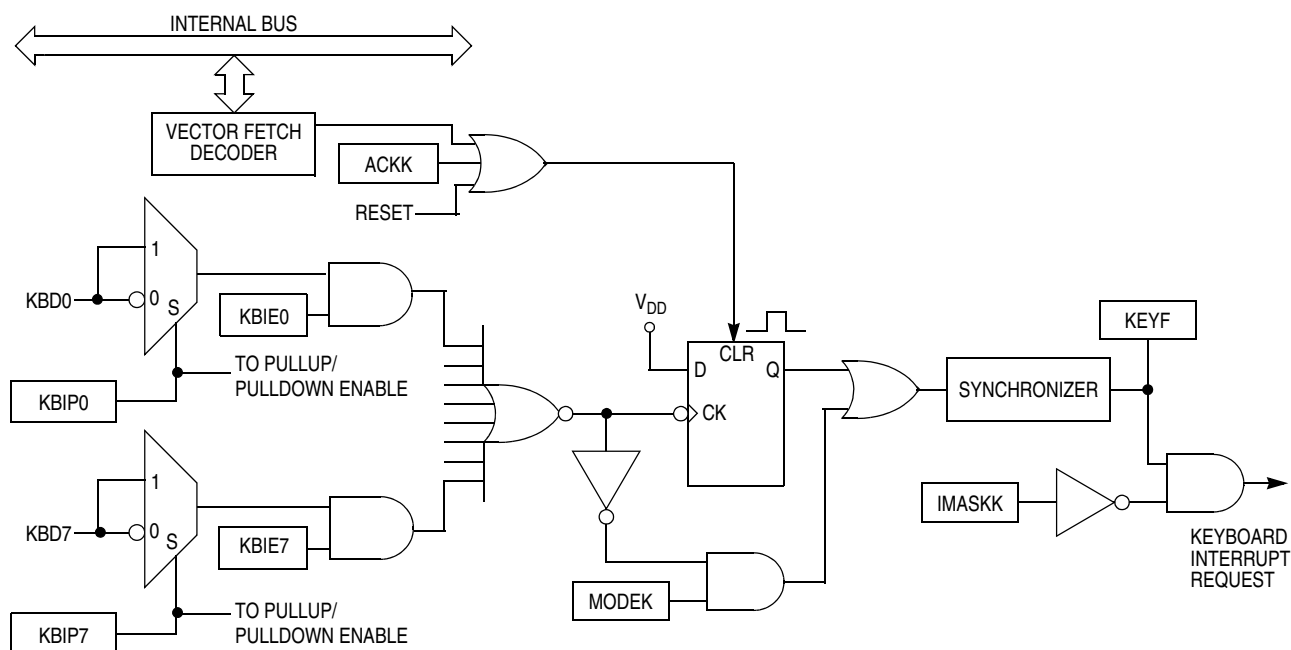 INTERNAL BUS
VECTOR FETCH
DECODER
ACKK
RESET
1
KBD0
0
S
KBIE0
TO PULLUP/
PULLDOWN ENABLE
KBIP0
VDD
CLR
D
Q
CK
KEYF
SYNCHRONIZER
1
KBD7
0
S
KBIE7
TO PULLUP/
PULLDOWN ENABLE
KBIP7
MODEK
IMASKK
KEYBOARD
INTERRUPT
REQUEST